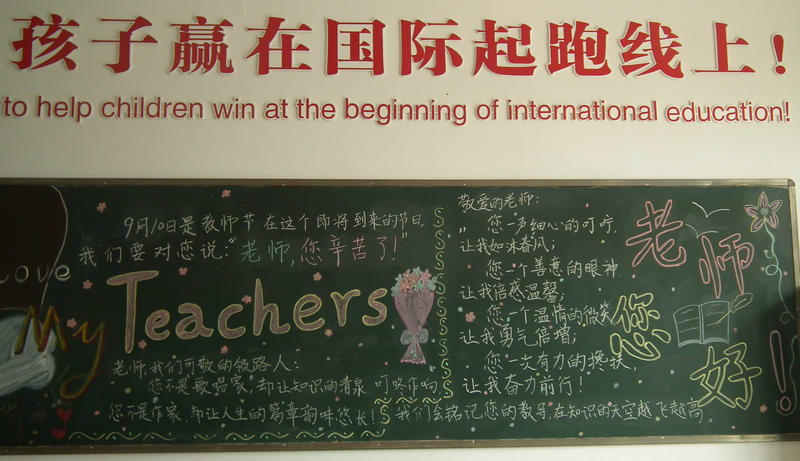 孩子赢在国际起跑线上！
to help children win at the beginning of international education!
9月10日是教师节 在这个即将到来的节日,
我们要对您说:“老师,您辛苦了!”
Love
My
Teachers
老师,我们可敬的领路人:
您不是歌唱家,却让知识的清泉 叮咚作响
您不是作家,却让人生的篇章韵味悠长!
敬爱的老师:
您一声细心的叮咛,
让我如沐春风;
您一个善意的眼神
让我倍感温馨;
您一个温情的微笑
让我勇气倍增;
您一次有力的搀扶,
让我奋力前行!
我们会铭记您的教导,在知识的天空越飞越高。
老师
您
好!